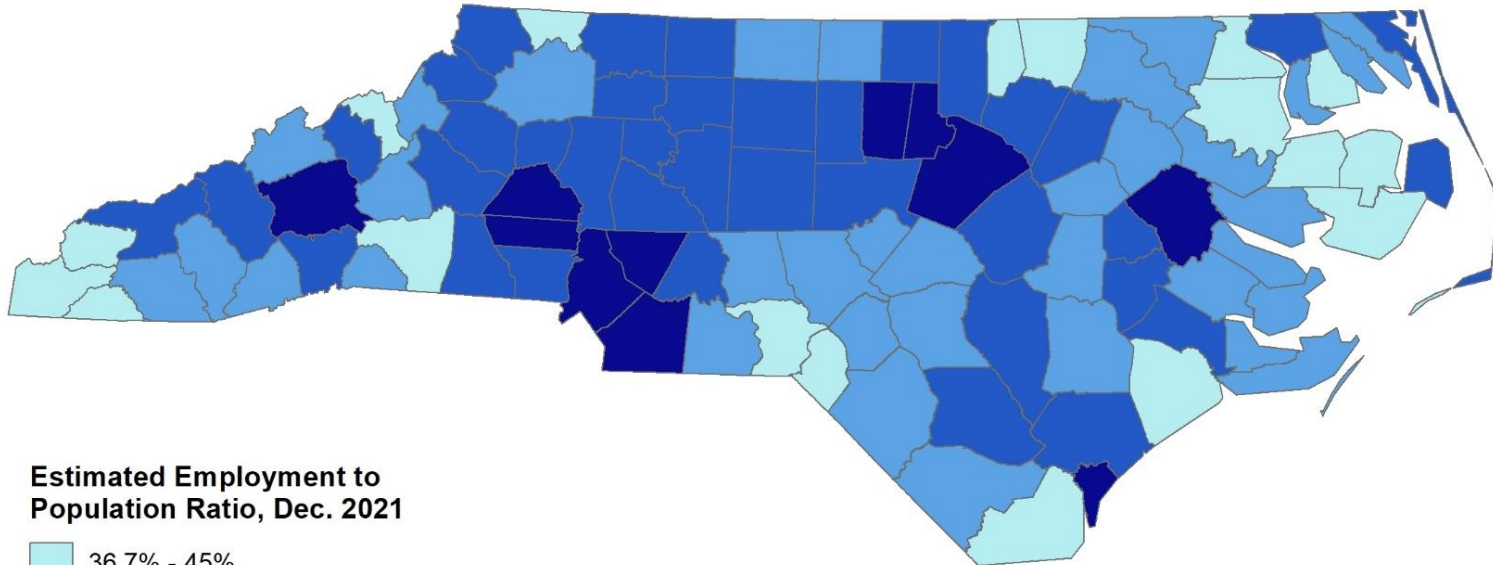 Estimated Employment to
Population Ratio, Dec. 2021
36.7% - 45%